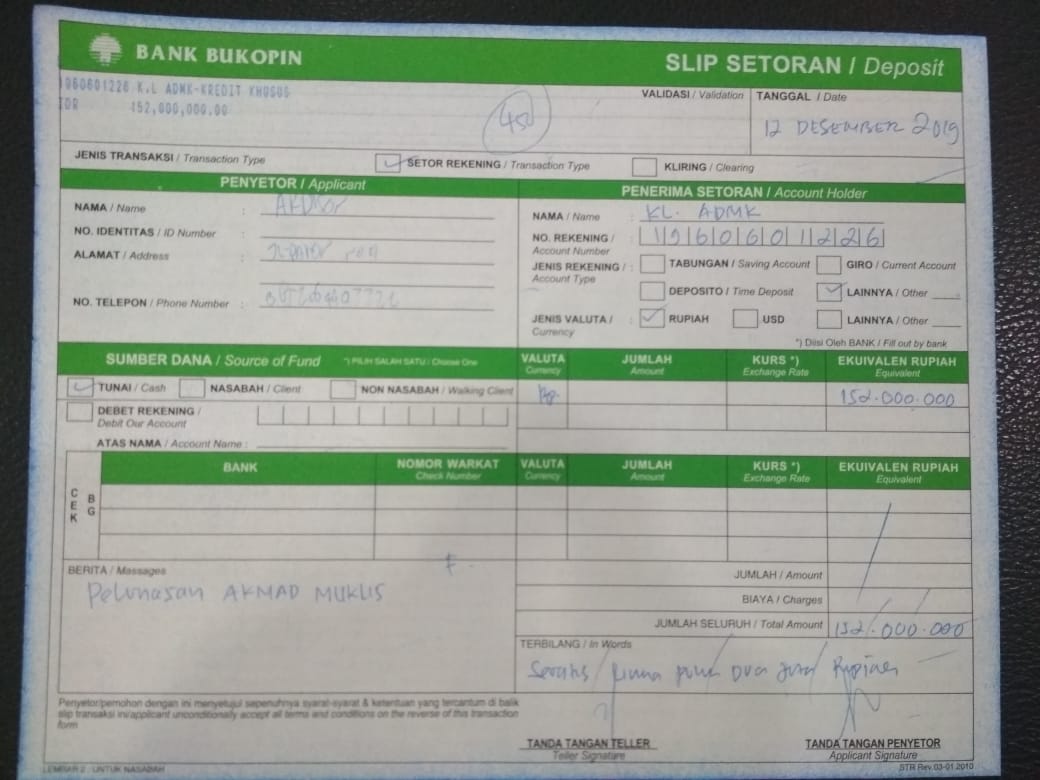 BANK BUKOPIN
SLIP SETORAN / Deposit
1960601226 K.L ADMK-KREDIT KHUSUS
IDR 152,000,000.00
VALIDASI / Validation
TANGGAL / Date
450
12 DESEMBER 2019
JENIS TRANSAKSI / Transaction Type
SETOR REKENING / Transaction Type
KLIRING / Clearing
PENYETOR / Applicant
NAMA / Name :
NO. IDENTITAS / ID Number :
ALAMAT / Address :
NO. TELEPON / Phone Number :
PENERIMA SETORAN / Account Holder
NAMA / Name : KL. ADMK
NO. REKENING / : 1960601226
Account Number
JENIS REKENING / :
Account Type
TABUNGAN / Saving Account
GIRO / Current Account
DEPOSITO / Time Deposit
LAINNYA / Other
JENIS VALUTA / :
Currency
RUPIAH
USD
LAINNYA / Other
*) Diisi Oleh BANK / Fill out by bank
SUMBER DANA / Source of Fund *) PILIH SALAH SATU / Choose One
TUNAI / Cash
NASABAH / Client
NON NASABAH / Walking Client
DEBET REKENING /
Debit Our Account
ATAS NAMA / Account Name :
VALUTA JUMLAH KURS *) EKUIVALEN RUPIAH
Currency Amount Exchange Rate Equivalent
Rp. 152.000.000
CEK BG
BANK NOMOR WARKAT
Check Number
VALUTA JUMLAH KURS *) EKUIVALEN RUPIAH
Currency Amount Exchange Rate Equivalent
BERITA / Massages
Pelunasan AKMAD MUKLIS
JUMLAH / Amount
BIAYA / Charges
JUMLAH SELURUH / Total Amount 152.000.000
TERBILANG / In Words
Seratus lima puluh Dua Juta Rupiah
Penyetor/pemohon dengan ini menyetujui sepenuhnya syarat-syarat & ketentuan yang tercantum di balik
slip transaksi ini/applicant unconditionally accept all terms and conditions on the reverse of this transaction
form
TANDA TANGAN TELLER
Teller Signature
TANDA TANGAN PENYETOR
Applicant Signature
LEMBAR 2 : UNTUK NASABAH
STR Rev.03-01.2010